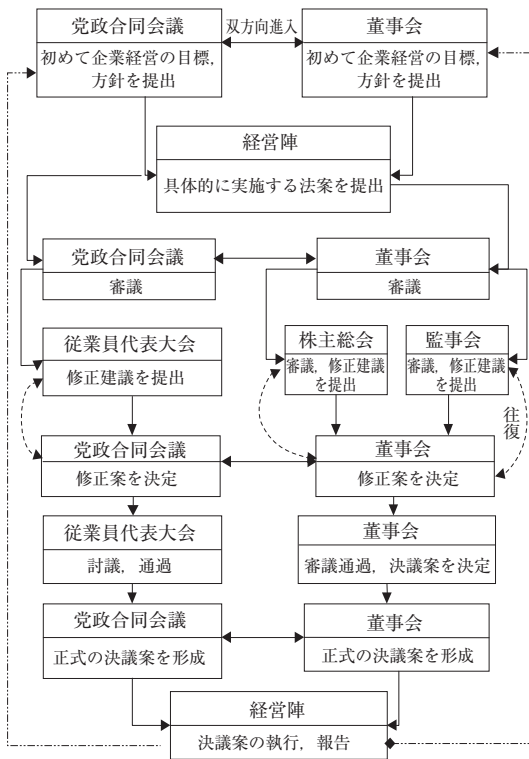 党政合同会議
初めて企業経営の目標,
方針を提出
双方向進入
董事会
初めて企業経営の目標,
方針を提出
経営陣
具体的に実施する法案を提出
党政合同会議
審議
董事会
審議
従業員代表大会
修正建議を提出
株主総会
審議, 修正建議
を提出
監事会
審議, 修正建議
を提出
往復
党政合同会議
修正案を決定
董事会
修正案を決定
従業員代表大会
討議, 通過
董事会
審議通過, 決議案を決定
党政合同会議
正式の決議案を形成
董事会
正式の決議案を形成
経営陣
決議案の執行, 報告